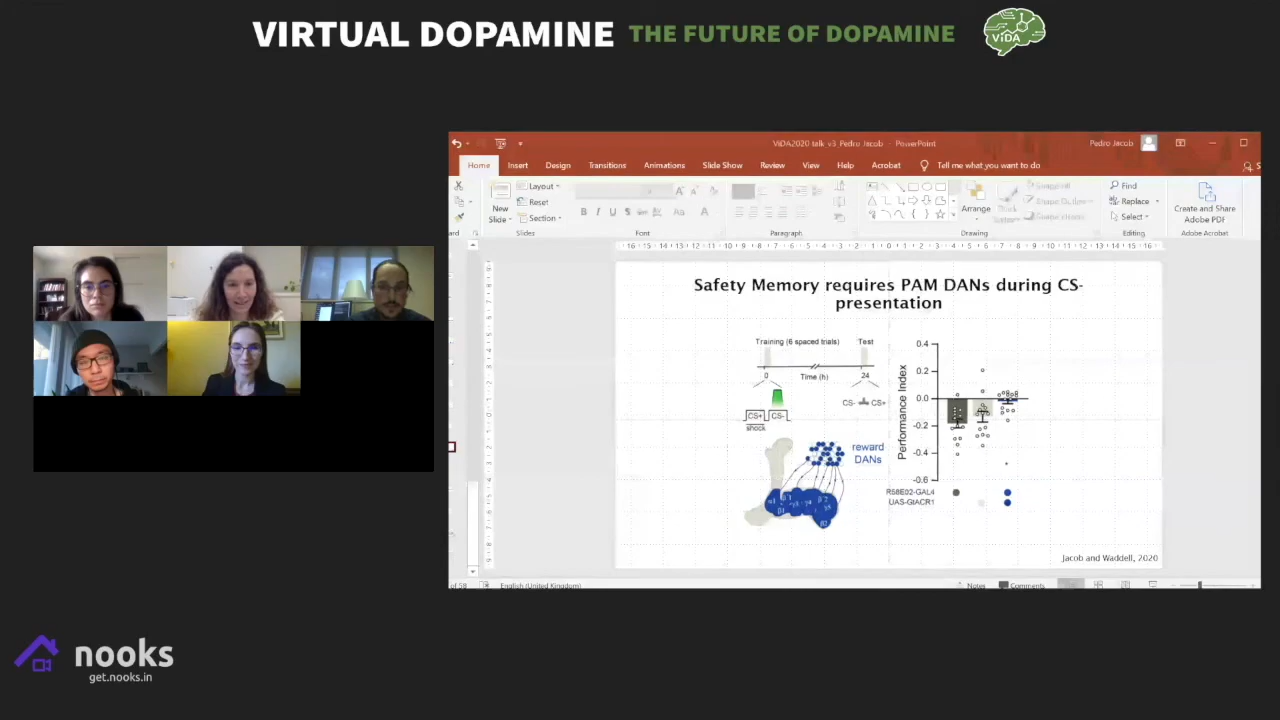 VIRTUAL DOPAMINE THE FUTURE OF DOPAMINE
ViDA
ViDA2020 talk_v3_Pedro Jacob - PowerPoint
Pedro Jacob
Home Insert Design Transitions Animations Slide Show Review View Help Acrobat Tell me what you want to do
New
Slide
Layout
Reset
Section
Slides
Font
Paragraph
Arrange
Shape Outline
Drawing
Find
Replace
Select
Editing
Create and Share
Adobe PDF
Adobe Acrobat
Safety Memory requires PAM DANs during CS-
presentation
Training (6 spaced trials) Test
0 Time (h) 24
CS+ CS-
shock
CS- CS+
reward
DANs
Performance Index
0.4
0.2
0.0
-0.2
-0.4
-0.6
R58E02-GAL4
UAS-GtACR1
Jacob and Waddell, 2020
of 58 English (United Kingdom)
Notes Comments
nooks
get.nooks.in